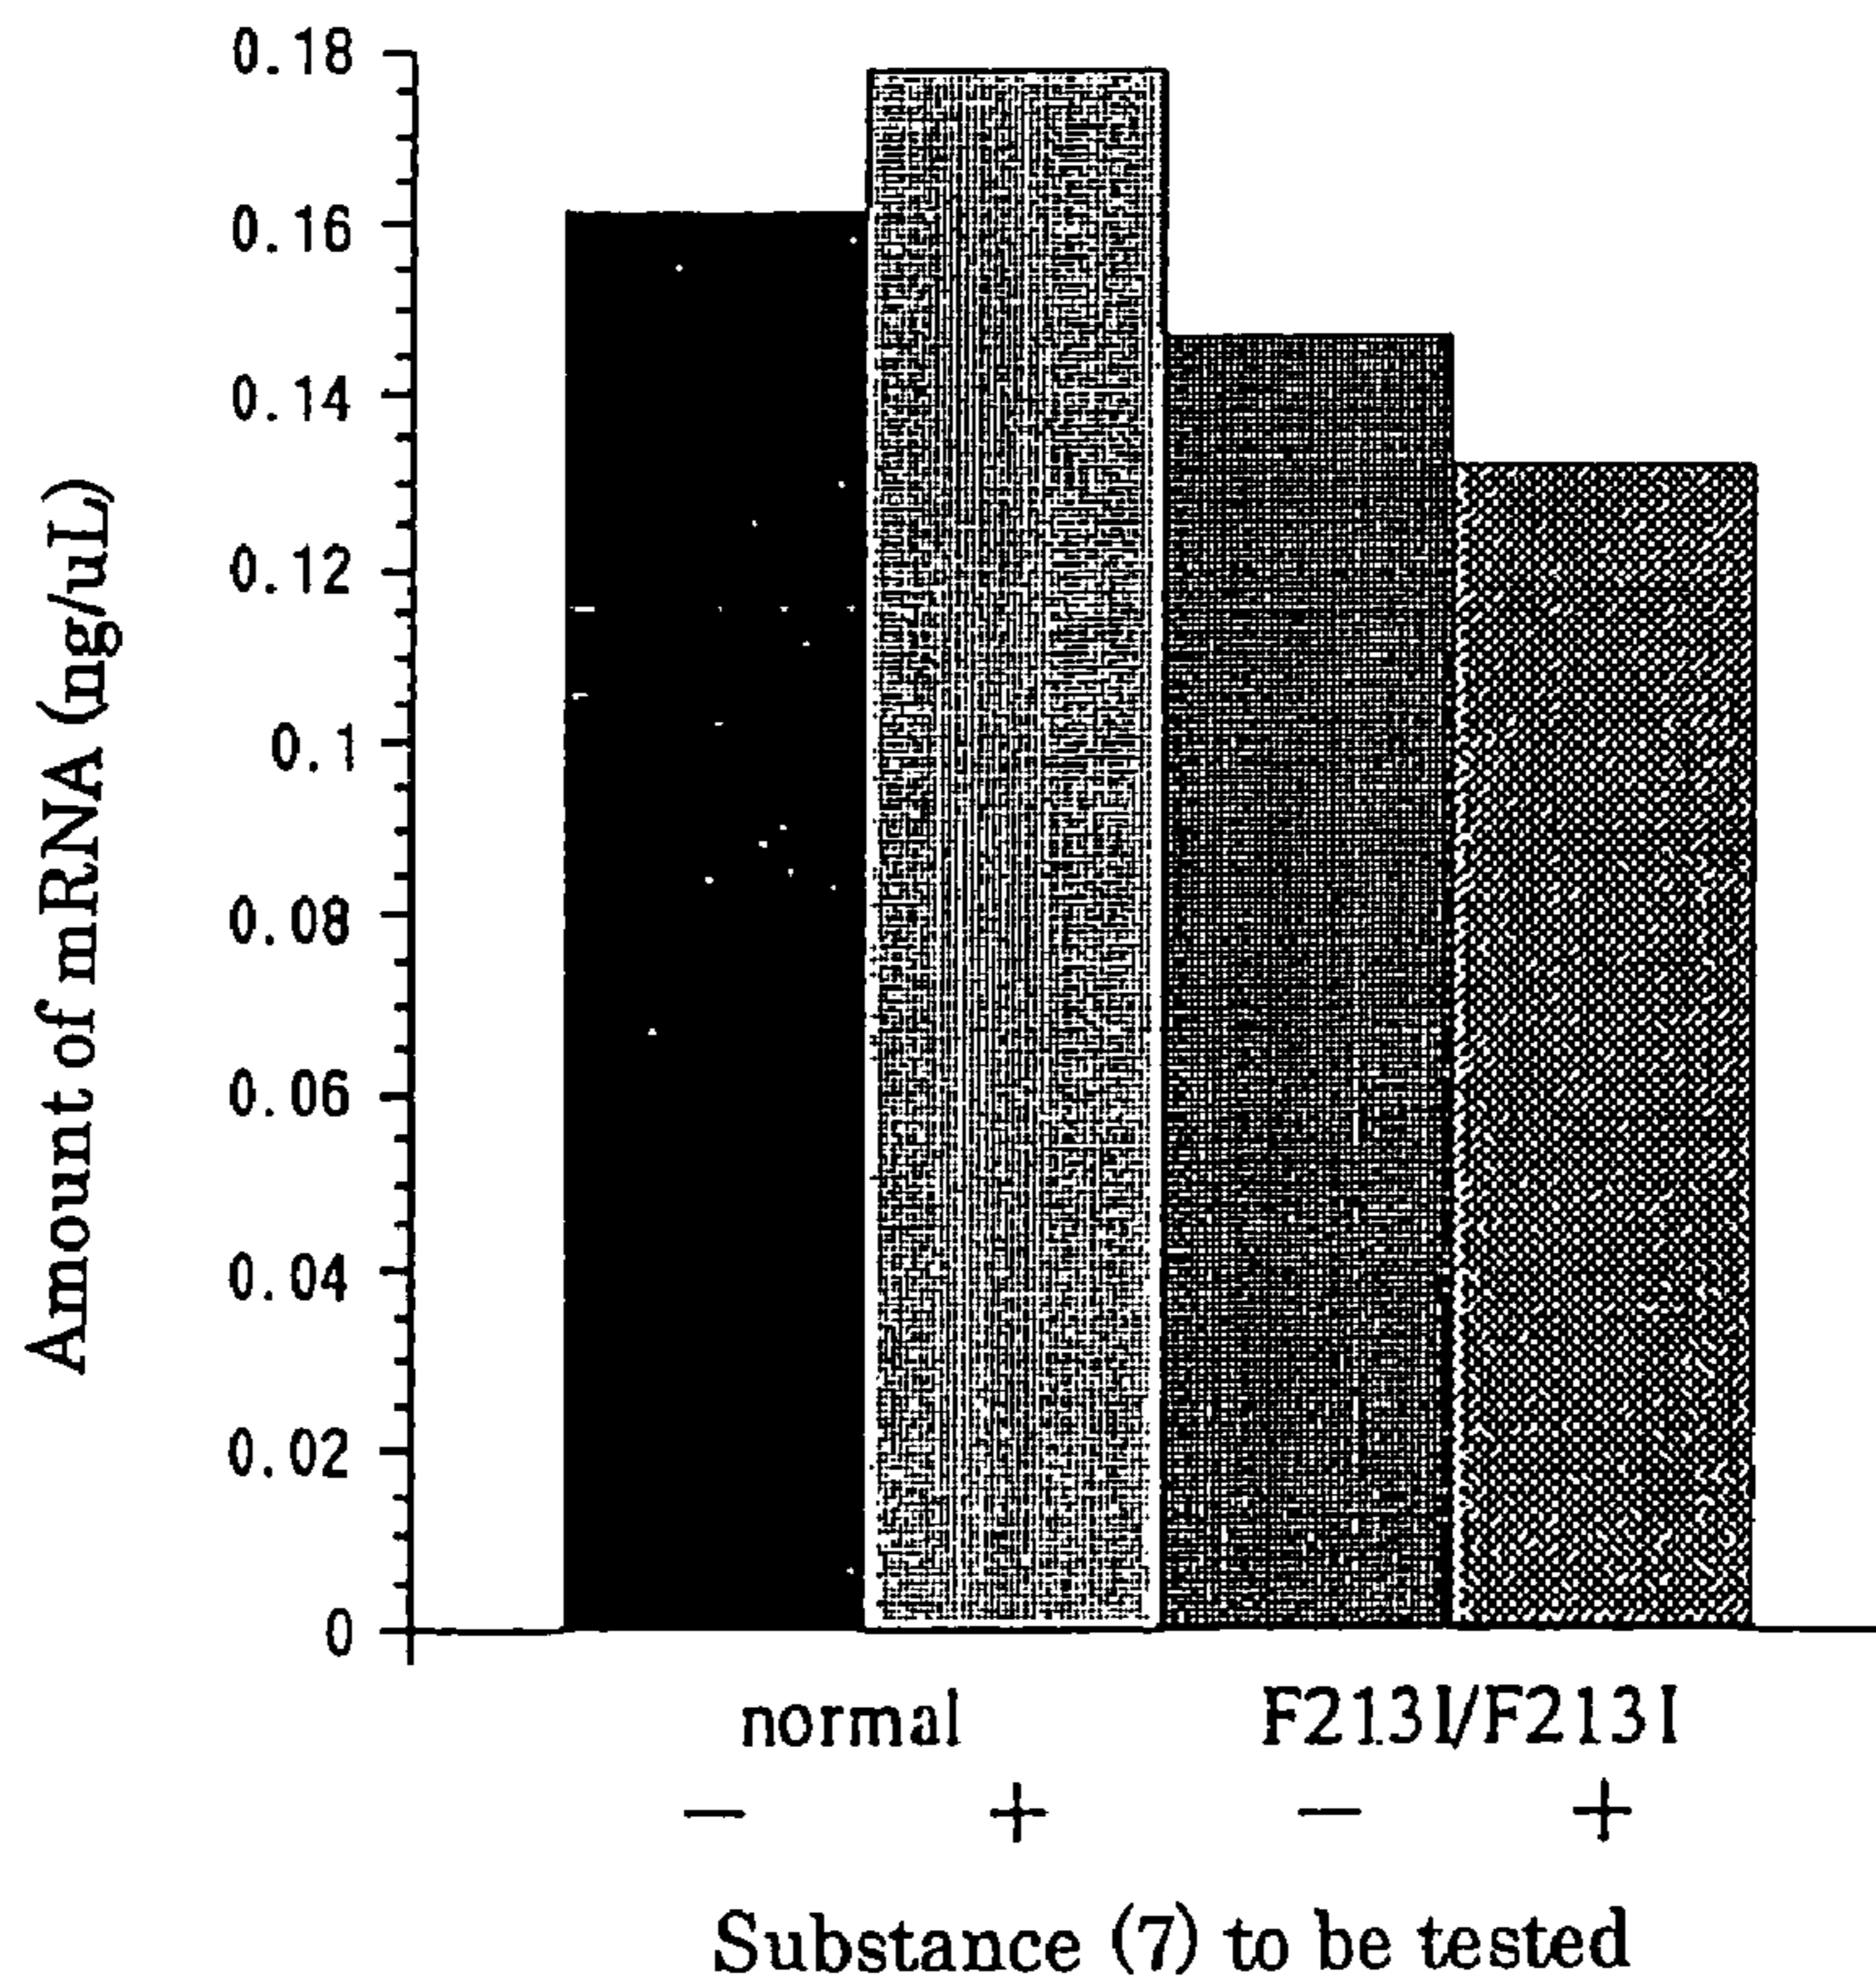 Amount of mRNA (ng/uL)
0.18
0.16
0.14
0.12
0.1
0.08
0.06
0.04
0.02
0
normal F213I/F213I
− + − +
Substance (7) to be tested